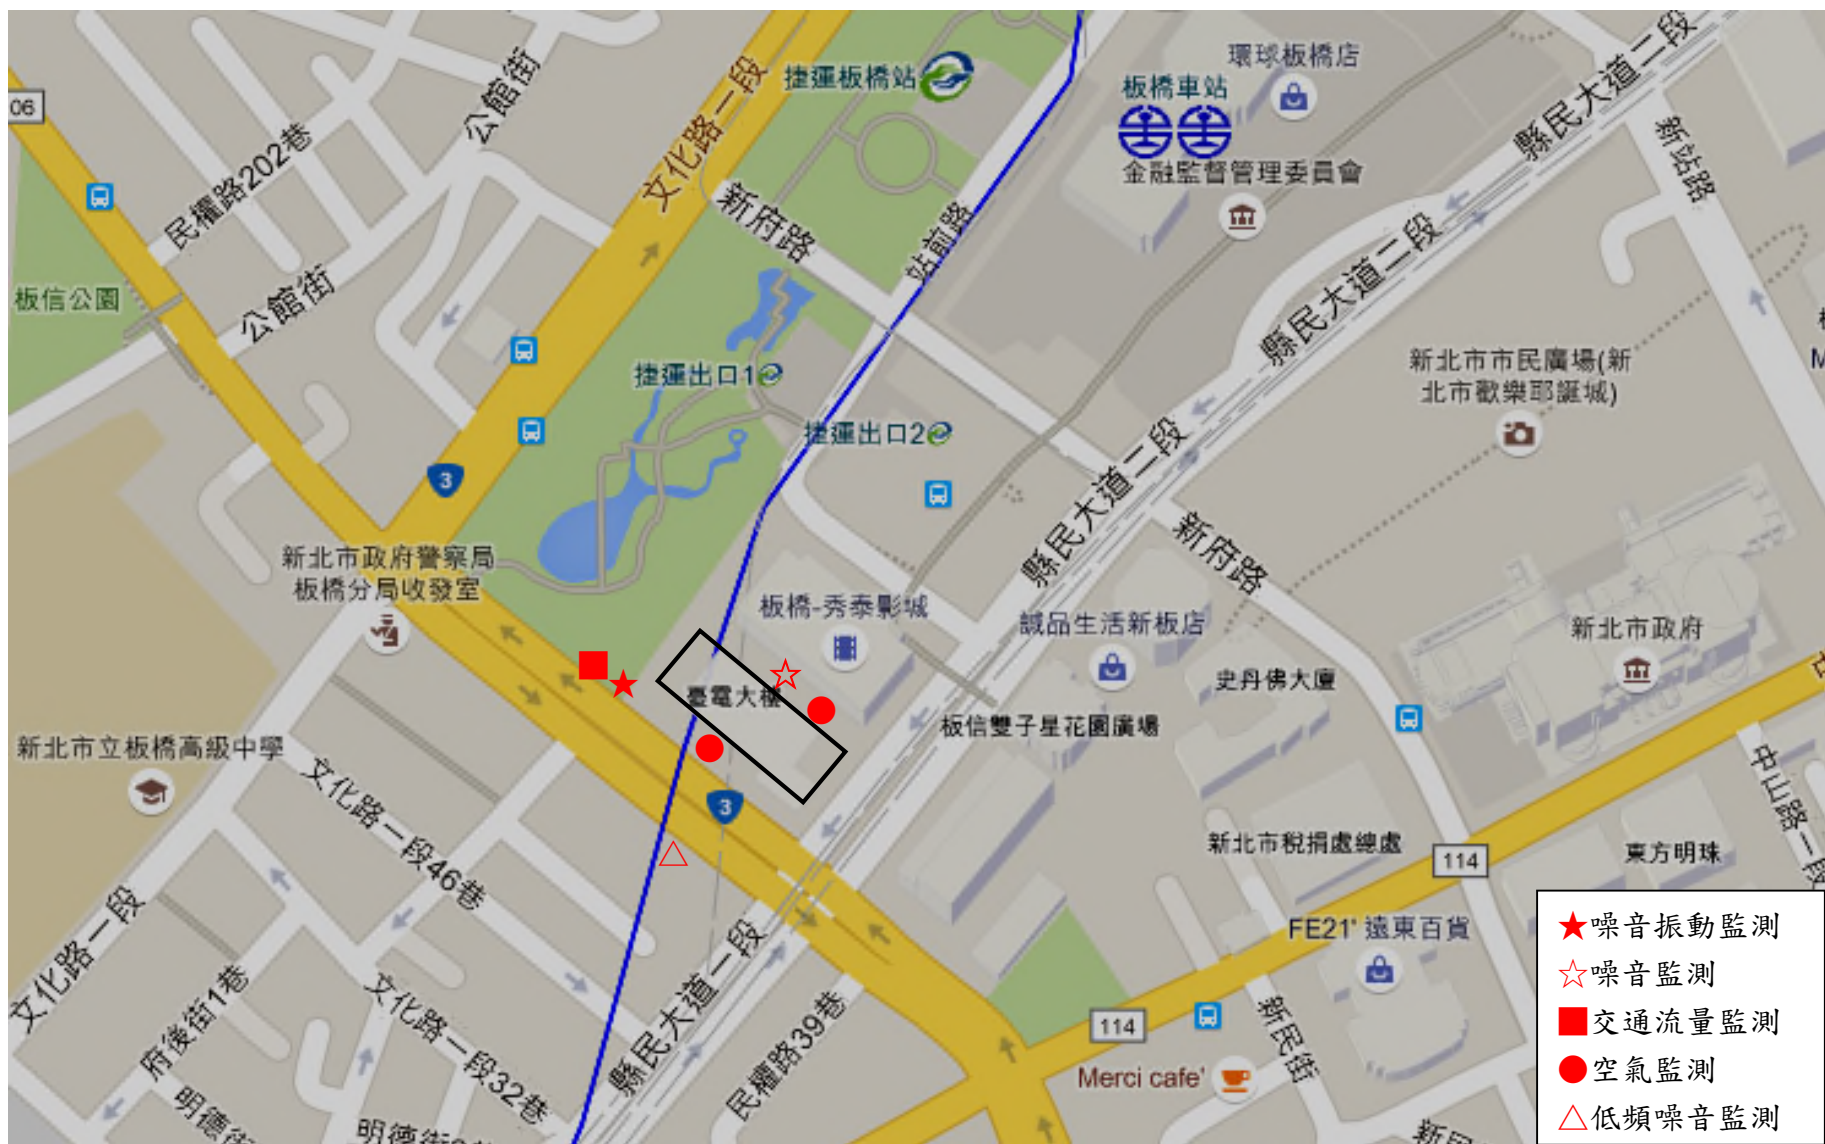 環球板橋店
捷運板橋站
板橋車站
縣民大道二段
06
公館街
文化路一段
新站路
民權路202巷
金融監督管理委員會
新府路
站前路
縣民大道二段
板信公園
公館街
縣民大道二段
新北市市民廣場(新
北市歡樂耶誕城)
捷運出口1
捷運出口2
縣民大道二段
3
新北市政府警察局
板橋分局收發室
新府路
板橋-秀泰影城
誠品生活新板店
新北市政府
史丹佛大廈
臺電大樓
板信雙子星花園廣場
新北市立板橋高級中學
文化路一段46巷
3
中山路一段
新北市稅捐處總處
114
東方明珠
FE21' 遠東百貨
文化路一段
縣民大道一段
府後街1巷
文化路一段32巷
114
新民街
民權路39巷
Merci cafe'
明德街
噪音振動監測
噪音監測
交通流量監測
空氣監測
低頻噪音監測